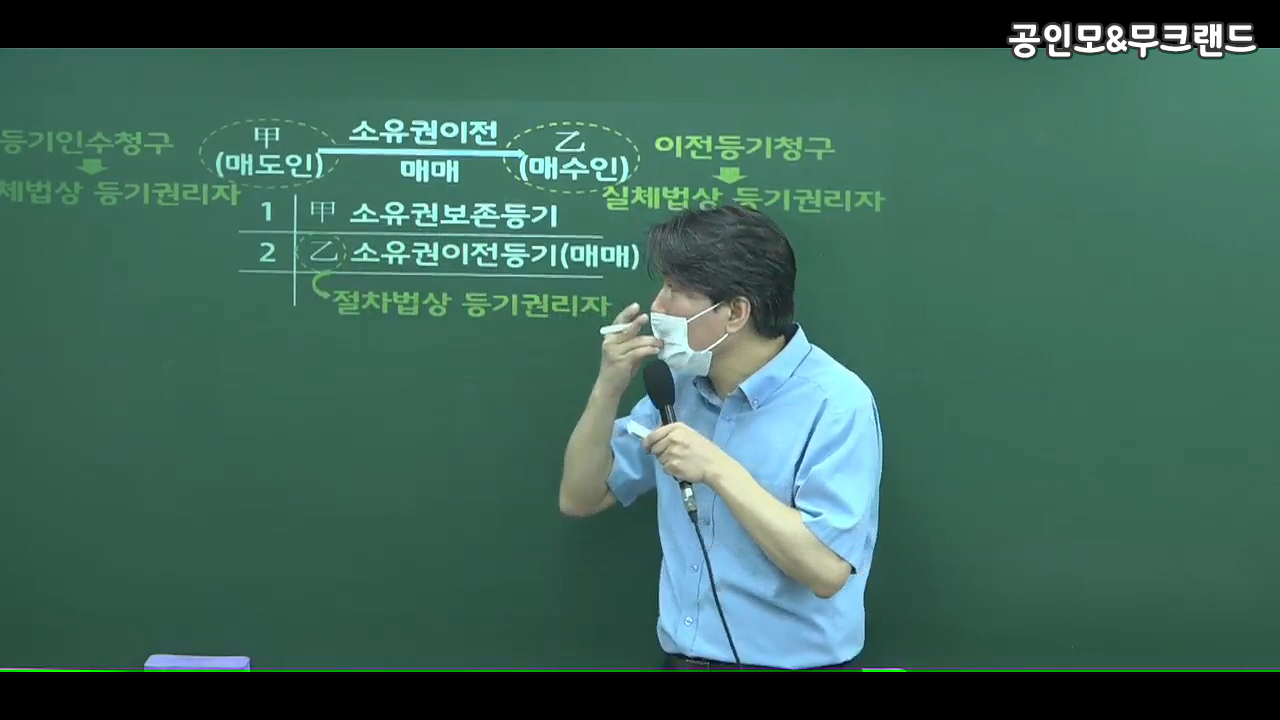 공인모&무크랜드
甲 소유권이전 乙
등기인수청구 (매도인) 매매 (매수인) 이전등기청구
체법상 등기권리자 실체법상 등기권리자
1 甲 소유권보존등기
2 乙 소유권이전등기(매매)
절차법상 등기권리자